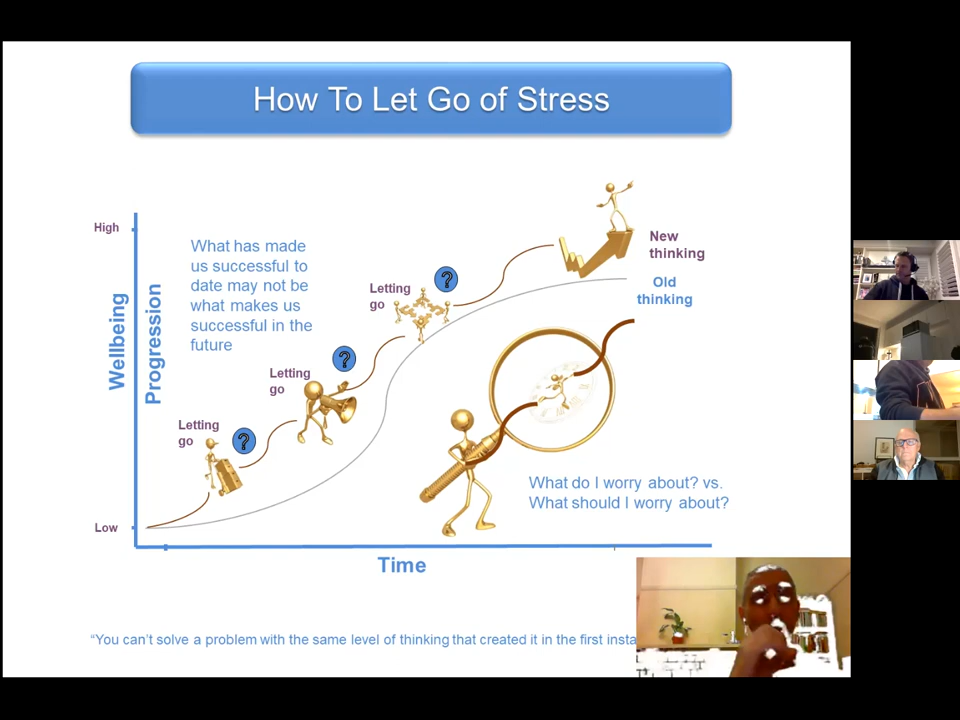 How To Let Go of Stress
High
What has made
us successful to
date may not be
what makes us
successful in the
future
New
thinking
Old
thinking
Letting
go
?
Letting
go
?
Letting
go
?
Wellbeing
Progression
What do I worry about? vs.
What should I worry about?
Low
Time
“You can’t solve a problem with the same level of thinking that created it in the first